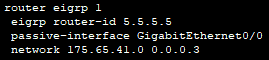 router eigrp 1
eigrp router-id 5.5.5.5
passive-interface GigabitEthernet0/0
network 175.65.41.0 0.0.0.3